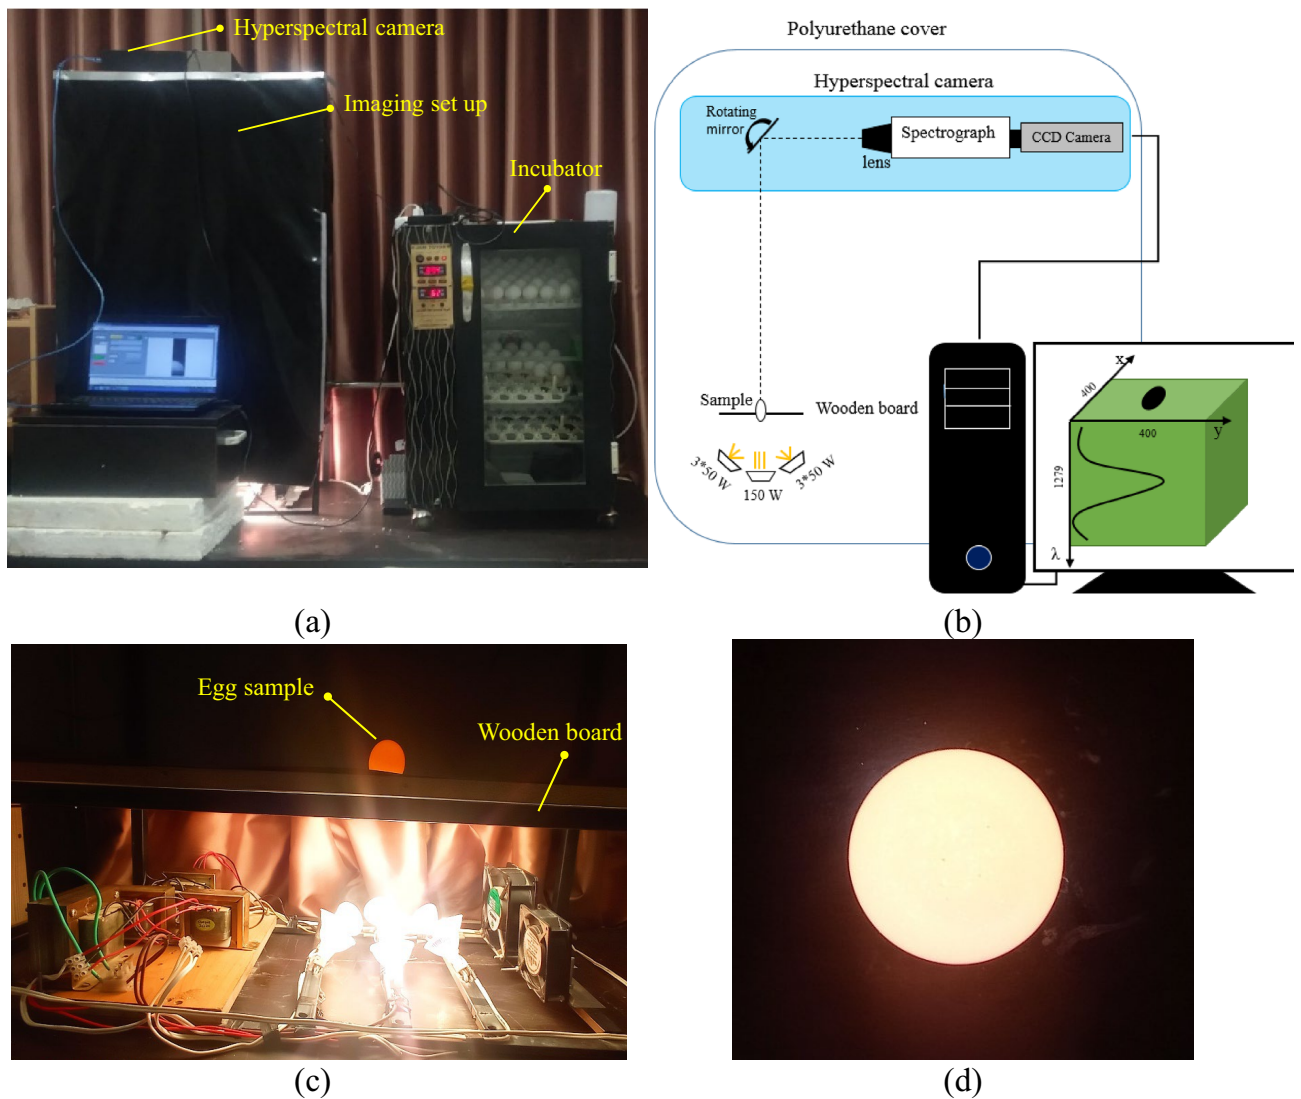 Hyperspectral camera
Imaging set up
Incubator
(a)
Polyurethane cover
Hyperspectral camera
Rotating
mirror
lens
Spectrograph
CCD Camera
Sample
Wooden board
3*50 W
150 W
3*50 W
x
400
400
y
1279
λ
(b)
Egg sample
Wooden board
(c)
(d)